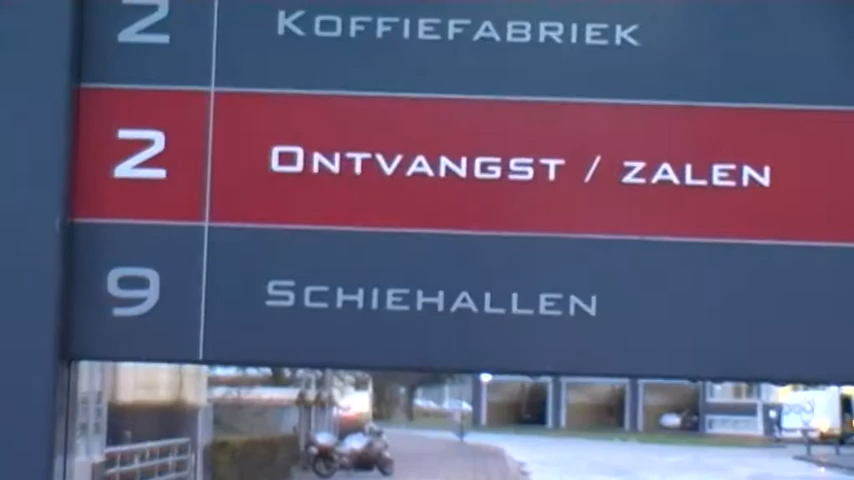 2 KOFFIEFABRIEK
2 ONTVANGST / ZALEN
9 SCHIEHALLEN